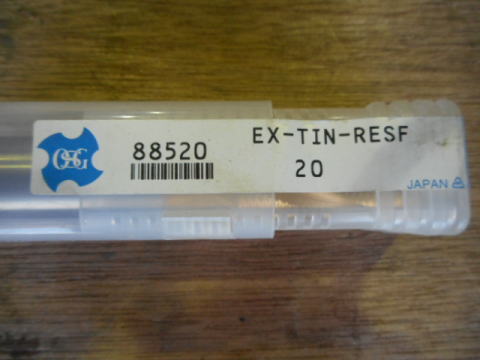 OSG
88520
EX-TIN-RESF
20
JAPAN